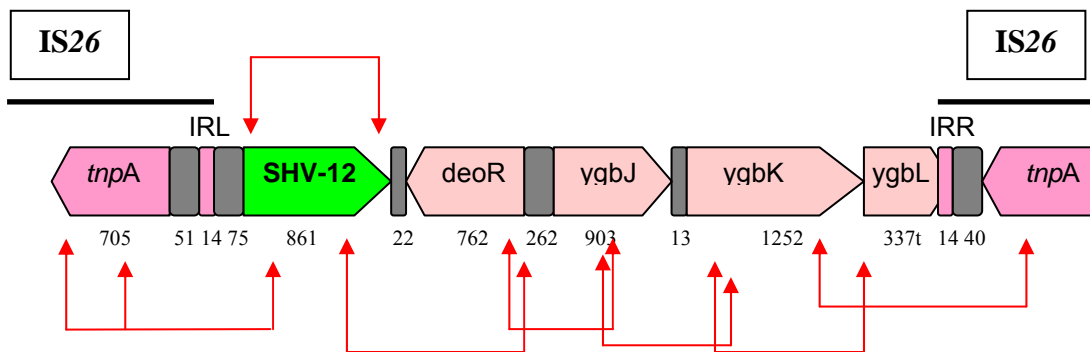 IS26 IS26
IRL IRR
tnpA SHV-12 deoR ygbJ ygbK ygbL tnpA
705 51 14 75 861 22 762 262 903 13 1252 337t 14 40